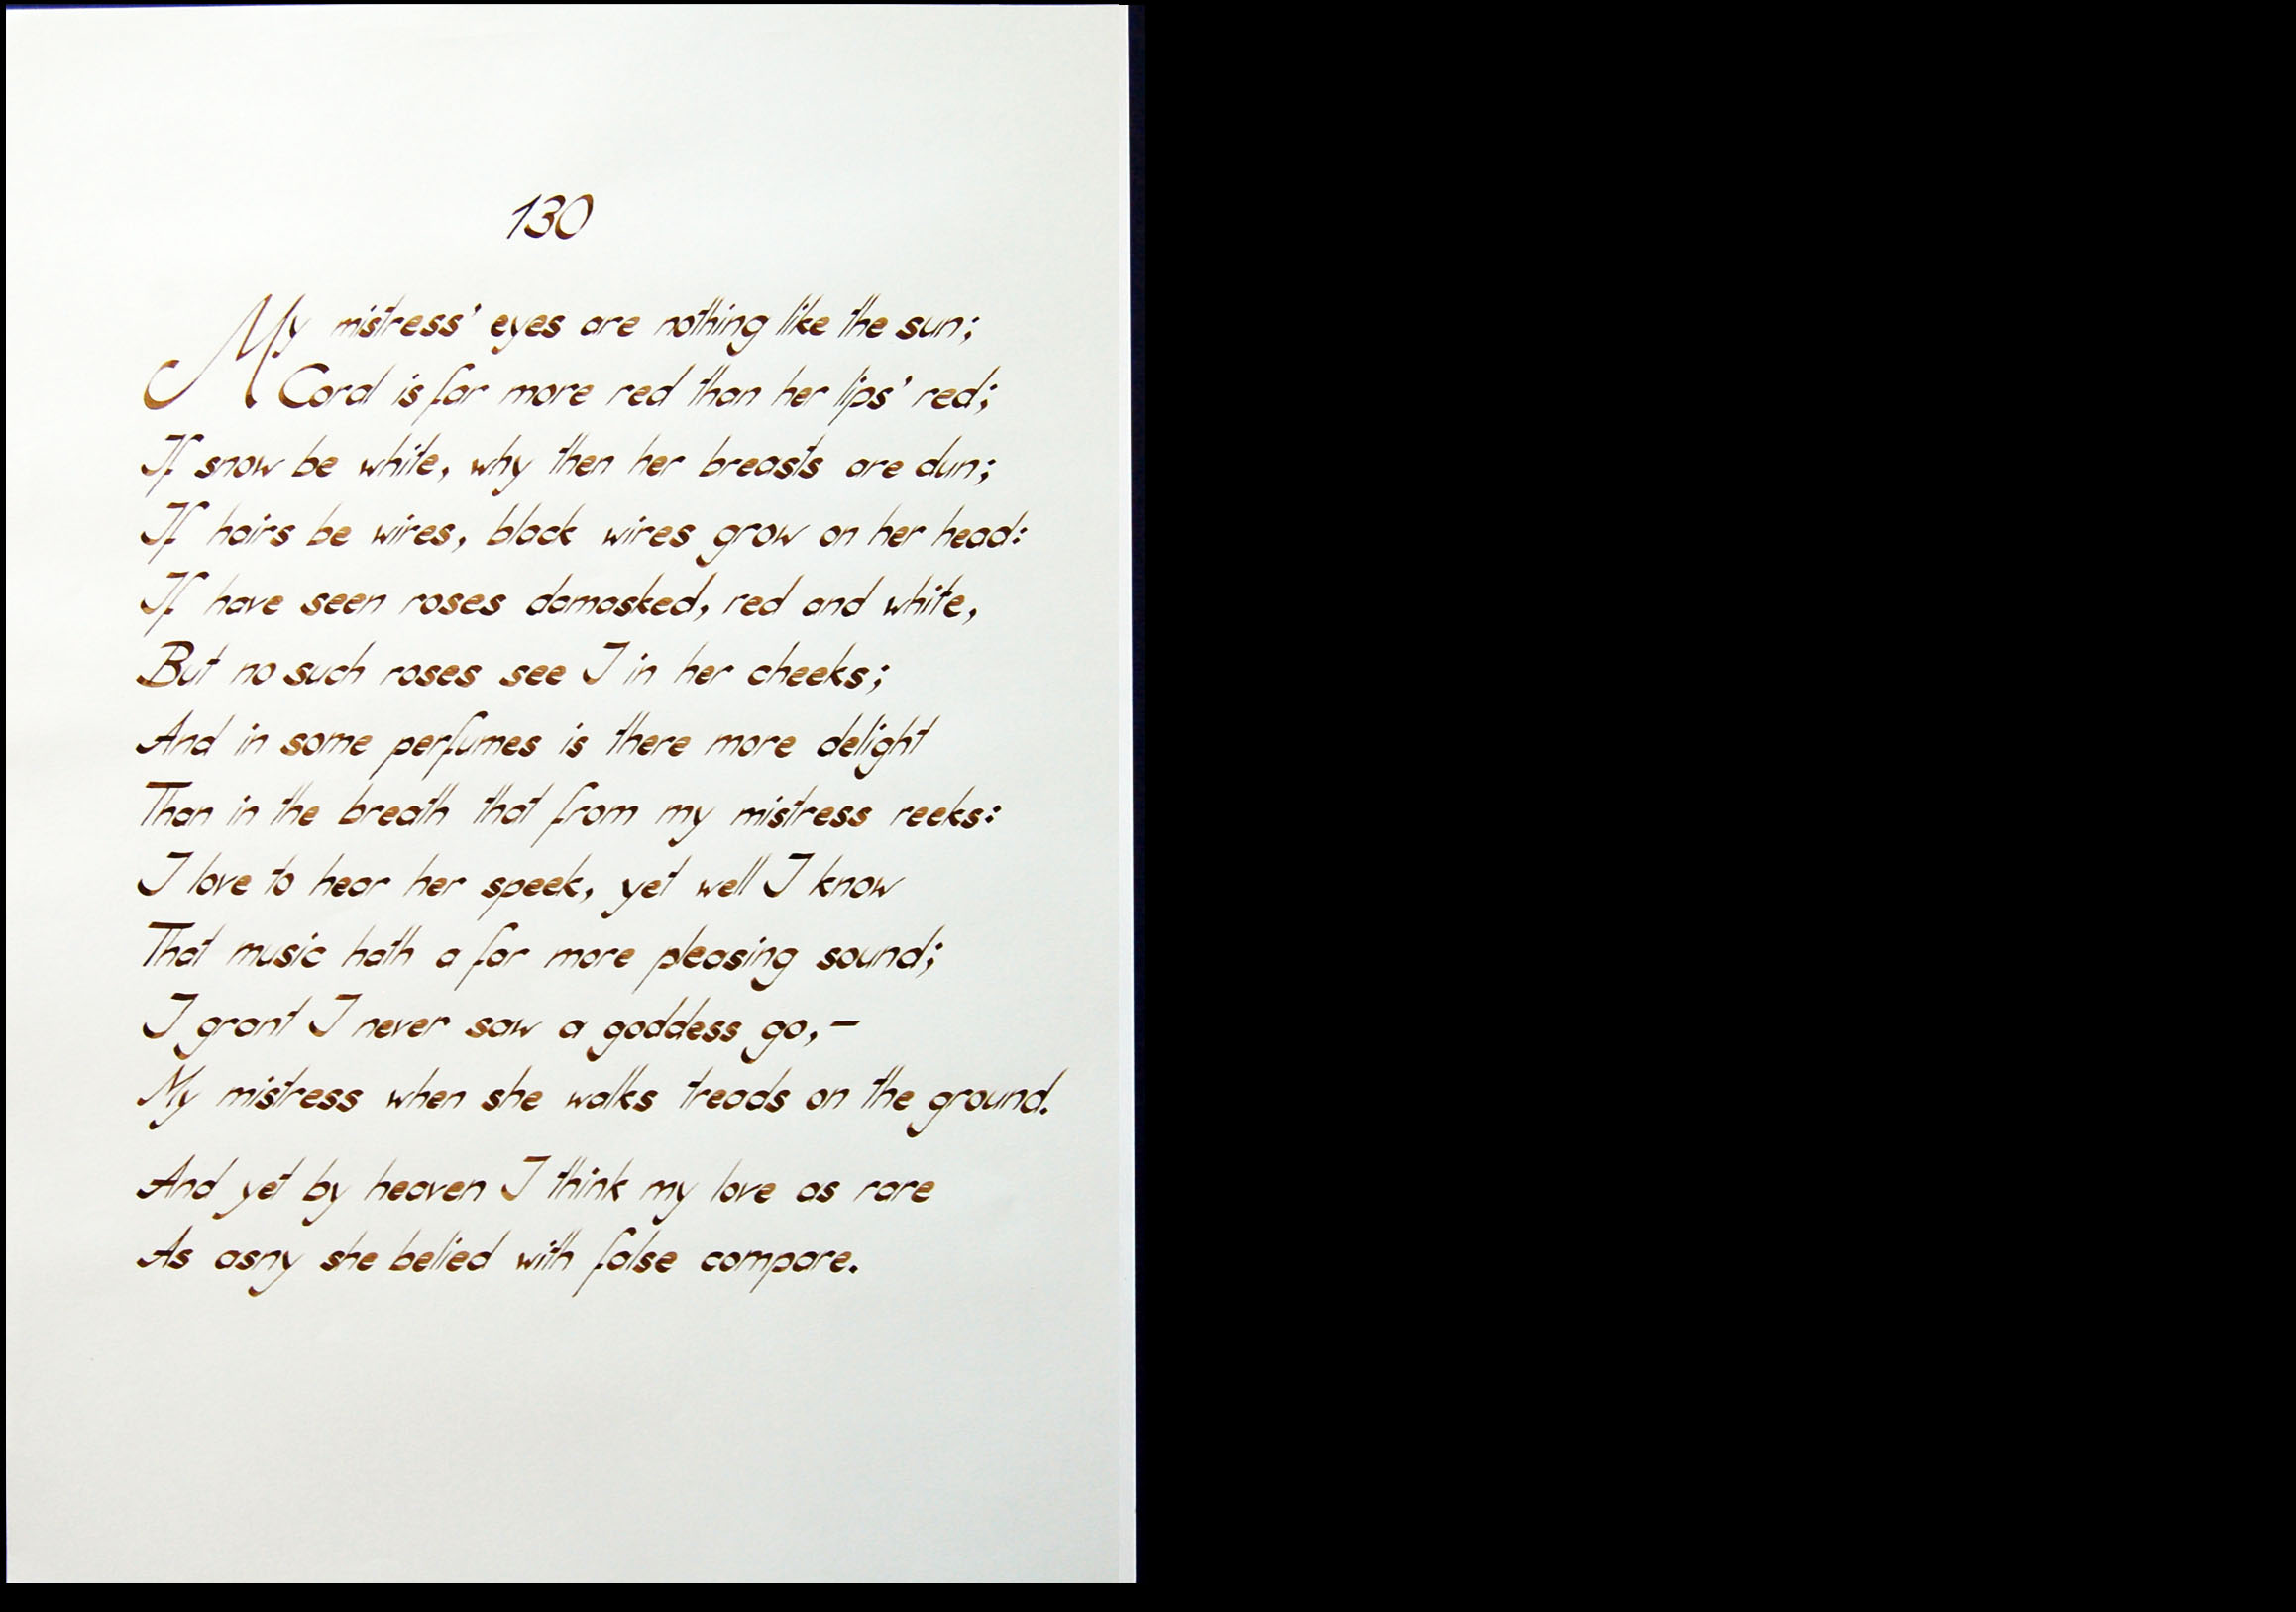 130
My mistress' eyes are nothing like the sun;
Coral is far more red than her lips' red;
If snow be white, why then her breasts are dun;
If hairs be wires, black wires grow on her head:
If have seen roses damasked, red and white,
But no such roses see I in her cheeks;
And in some perfumes is there more delight
Than in the breath that from my mistress reeks:
I love to hear her speek, yet well I know
That music hath a far more pleasing sound;
I grant I never saw a goddess go,–
My mistress when she walks treads on the ground.
And yet by heaven I think my love as rare
As asny she belied with false compare.